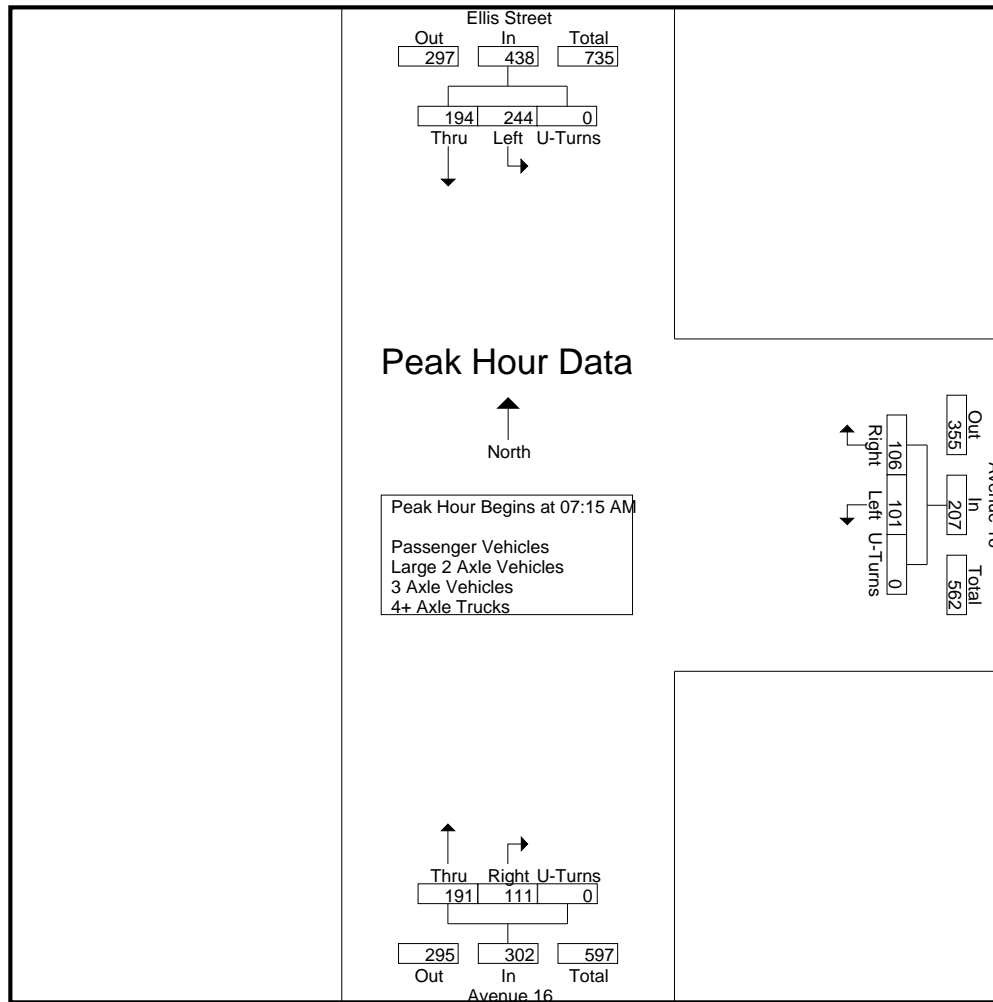 Ellis Street
Out In Total
297 438 735
194 244 0
Thru Left U-Turns
Peak Hour Data
North
Peak Hour Begins at 07:15 AM
Passenger Vehicles
Large 2 Axle Vehicles
3 Axle Vehicles
4+ Axle Trucks
Out In Total
355 207 562
106 101 0
Right Left U-Turns
Thru Right U-Turns
191 111 0
295 302 597
Out In Total
Avenue 16